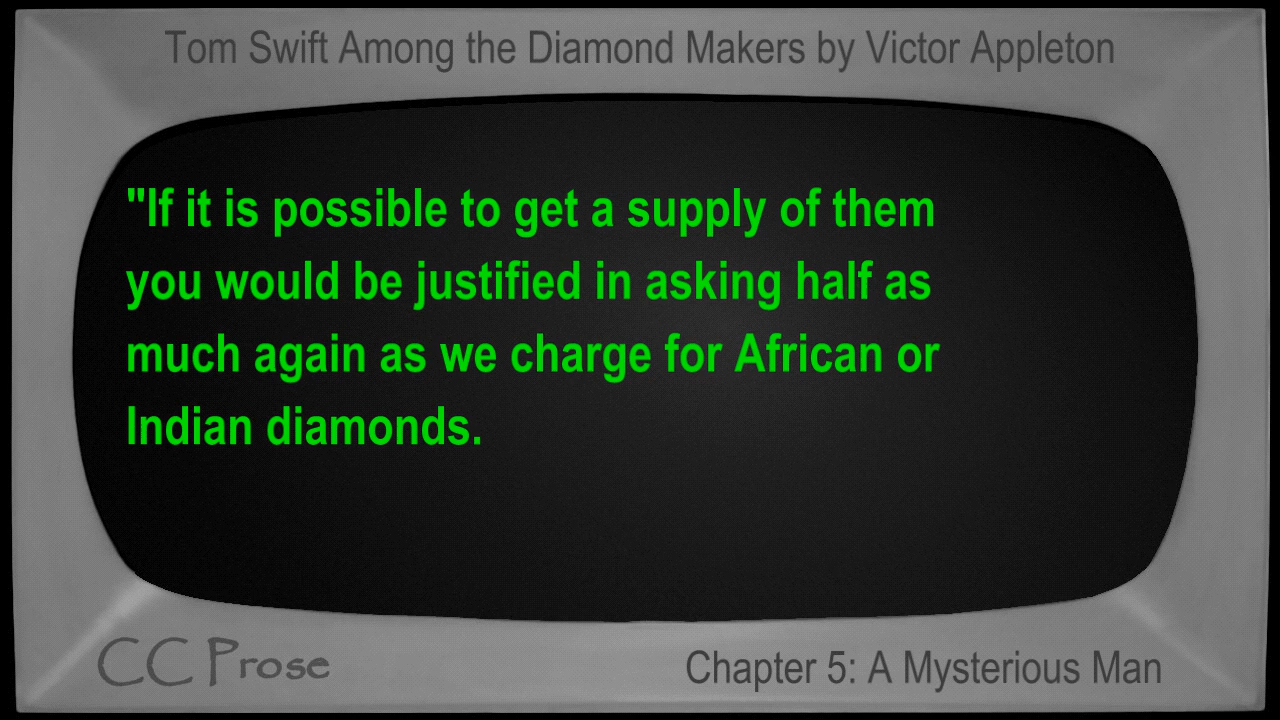 Tom Swift Among the Diamond Makers by Victor Appleton
"If it is possible to get a supply of them
you would be justified in asking half as
much again as we charge for African or
Indian diamonds.
CC Prose
Chapter 5: A Mysterious Man